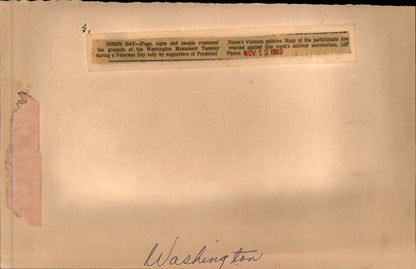 NIXON DAY—Flags, signs and people crammed
the grounds of the Washington Monument Tuesday
during a Veterans Day rally by supporters of President
Nixon's Vietnam policies. Many of the participants also
reacted against this week's antiwar moratorium. (AP
Photo)
NOV 12 1969
Washington